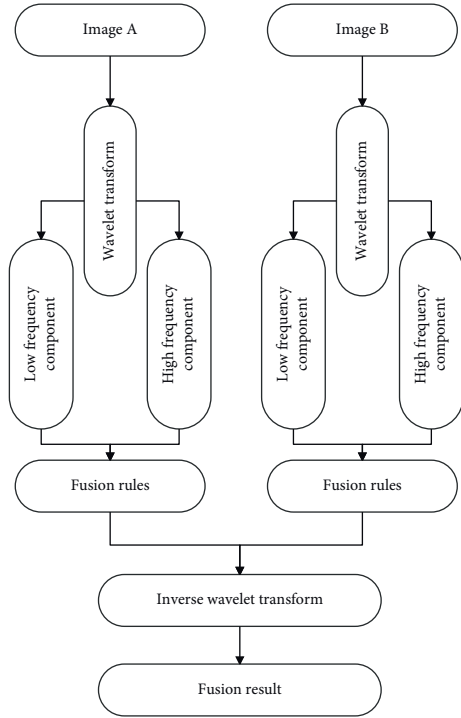 Image A
Image B
Wavelet transform
Wavelet transform
Low frequency
component
High frequency
component
Low frequency
component
High frequency
component
Fusion rules
Fusion rules
Inverse wavelet transform
Fusion result